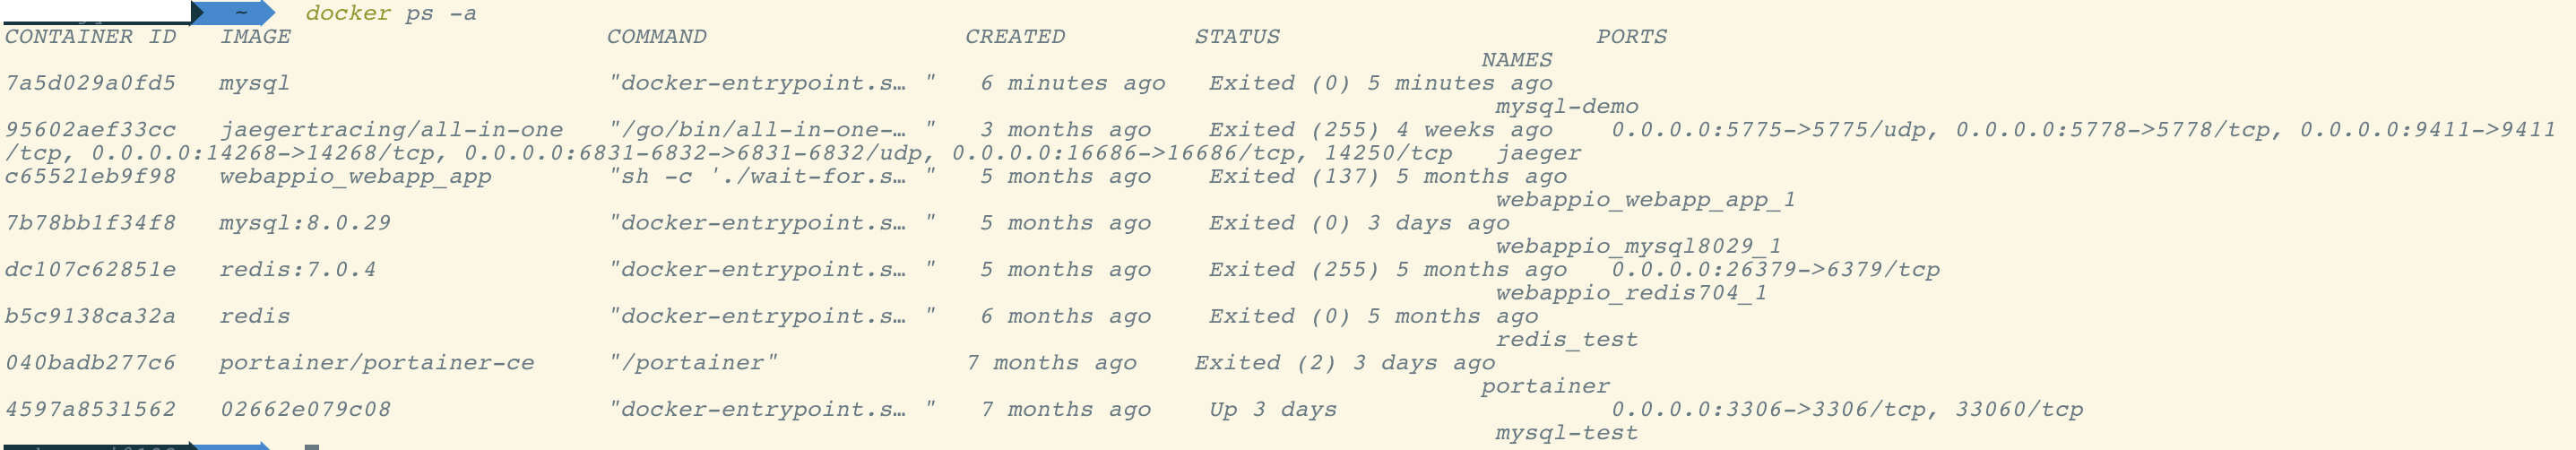 ~ docker ps -a
CONTAINER ID   IMAGE                      COMMAND                  CREATED         STATUS                      PORTS
NAMES
7a5d029a0fd5   mysql                      "docker-entrypoint.s… "   6 minutes ago   Exited (0) 5 minutes ago
mysql-demo
95602aef33cc   jaegertracing/all-in-one   "/go/bin/all-in-one-… "   3 months ago    Exited (255) 4 weeks ago    0.0.0.0:5775->5775/udp, 0.0.0.0:5778->5778/tcp, 0.0.0.0:9411->9411
/tcp, 0.0.0.0:14268->14268/tcp, 0.0.0.0:6831-6832->6831-6832/udp, 0.0.0.0:16686->16686/tcp, 14250/tcp   jaeger
c65521eb9f98   webappio_webapp_app        "sh -c './wait-for.s… "   5 months ago    Exited (137) 5 months ago
webappio_webapp_app_1
7b78bb1f34f8   mysql:8.0.29               "docker-entrypoint.s… "   5 months ago    Exited (0) 3 days ago
webappio_mysql8029_1
dc107c62851e   redis:7.0.4                "docker-entrypoint.s… "   5 months ago    Exited (255) 5 months ago   0.0.0.0:26379->6379/tcp
webappio_redis704_1
b5c9138ca32a   redis                      "docker-entrypoint.s… "   6 months ago    Exited (0) 5 months ago
redis_test
040badb277c6   portainer/portainer-ce     "/portainer"             7 months ago    Exited (2) 3 days ago
portainer
4597a8531562   02662e079c08               "docker-entrypoint.s… "   7 months ago    Up 3 days                   0.0.0.0:3306->3306/tcp, 33060/tcp
mysql-test